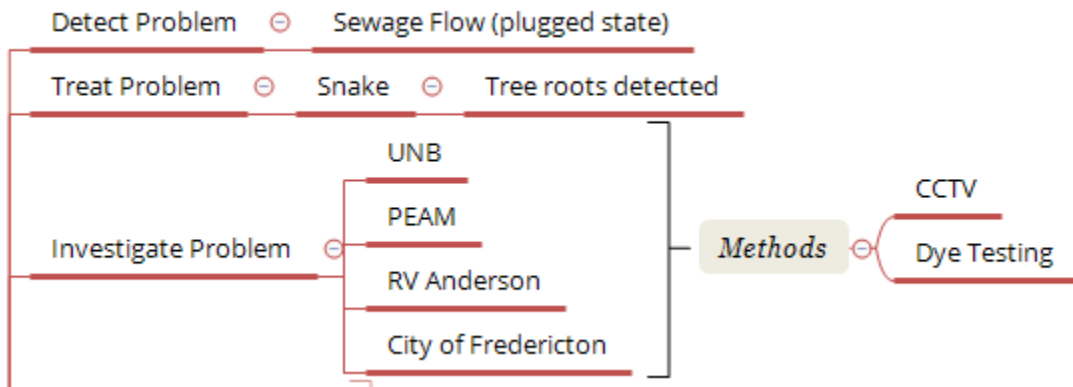 Detect Problem
Sewage Flow (plugged state)
Treat Problem
Snake
Tree roots detected
Investigate Problem
UNB
PEAM
RV Anderson
City of Fredericton
Methods
CCTV
Dye Testing